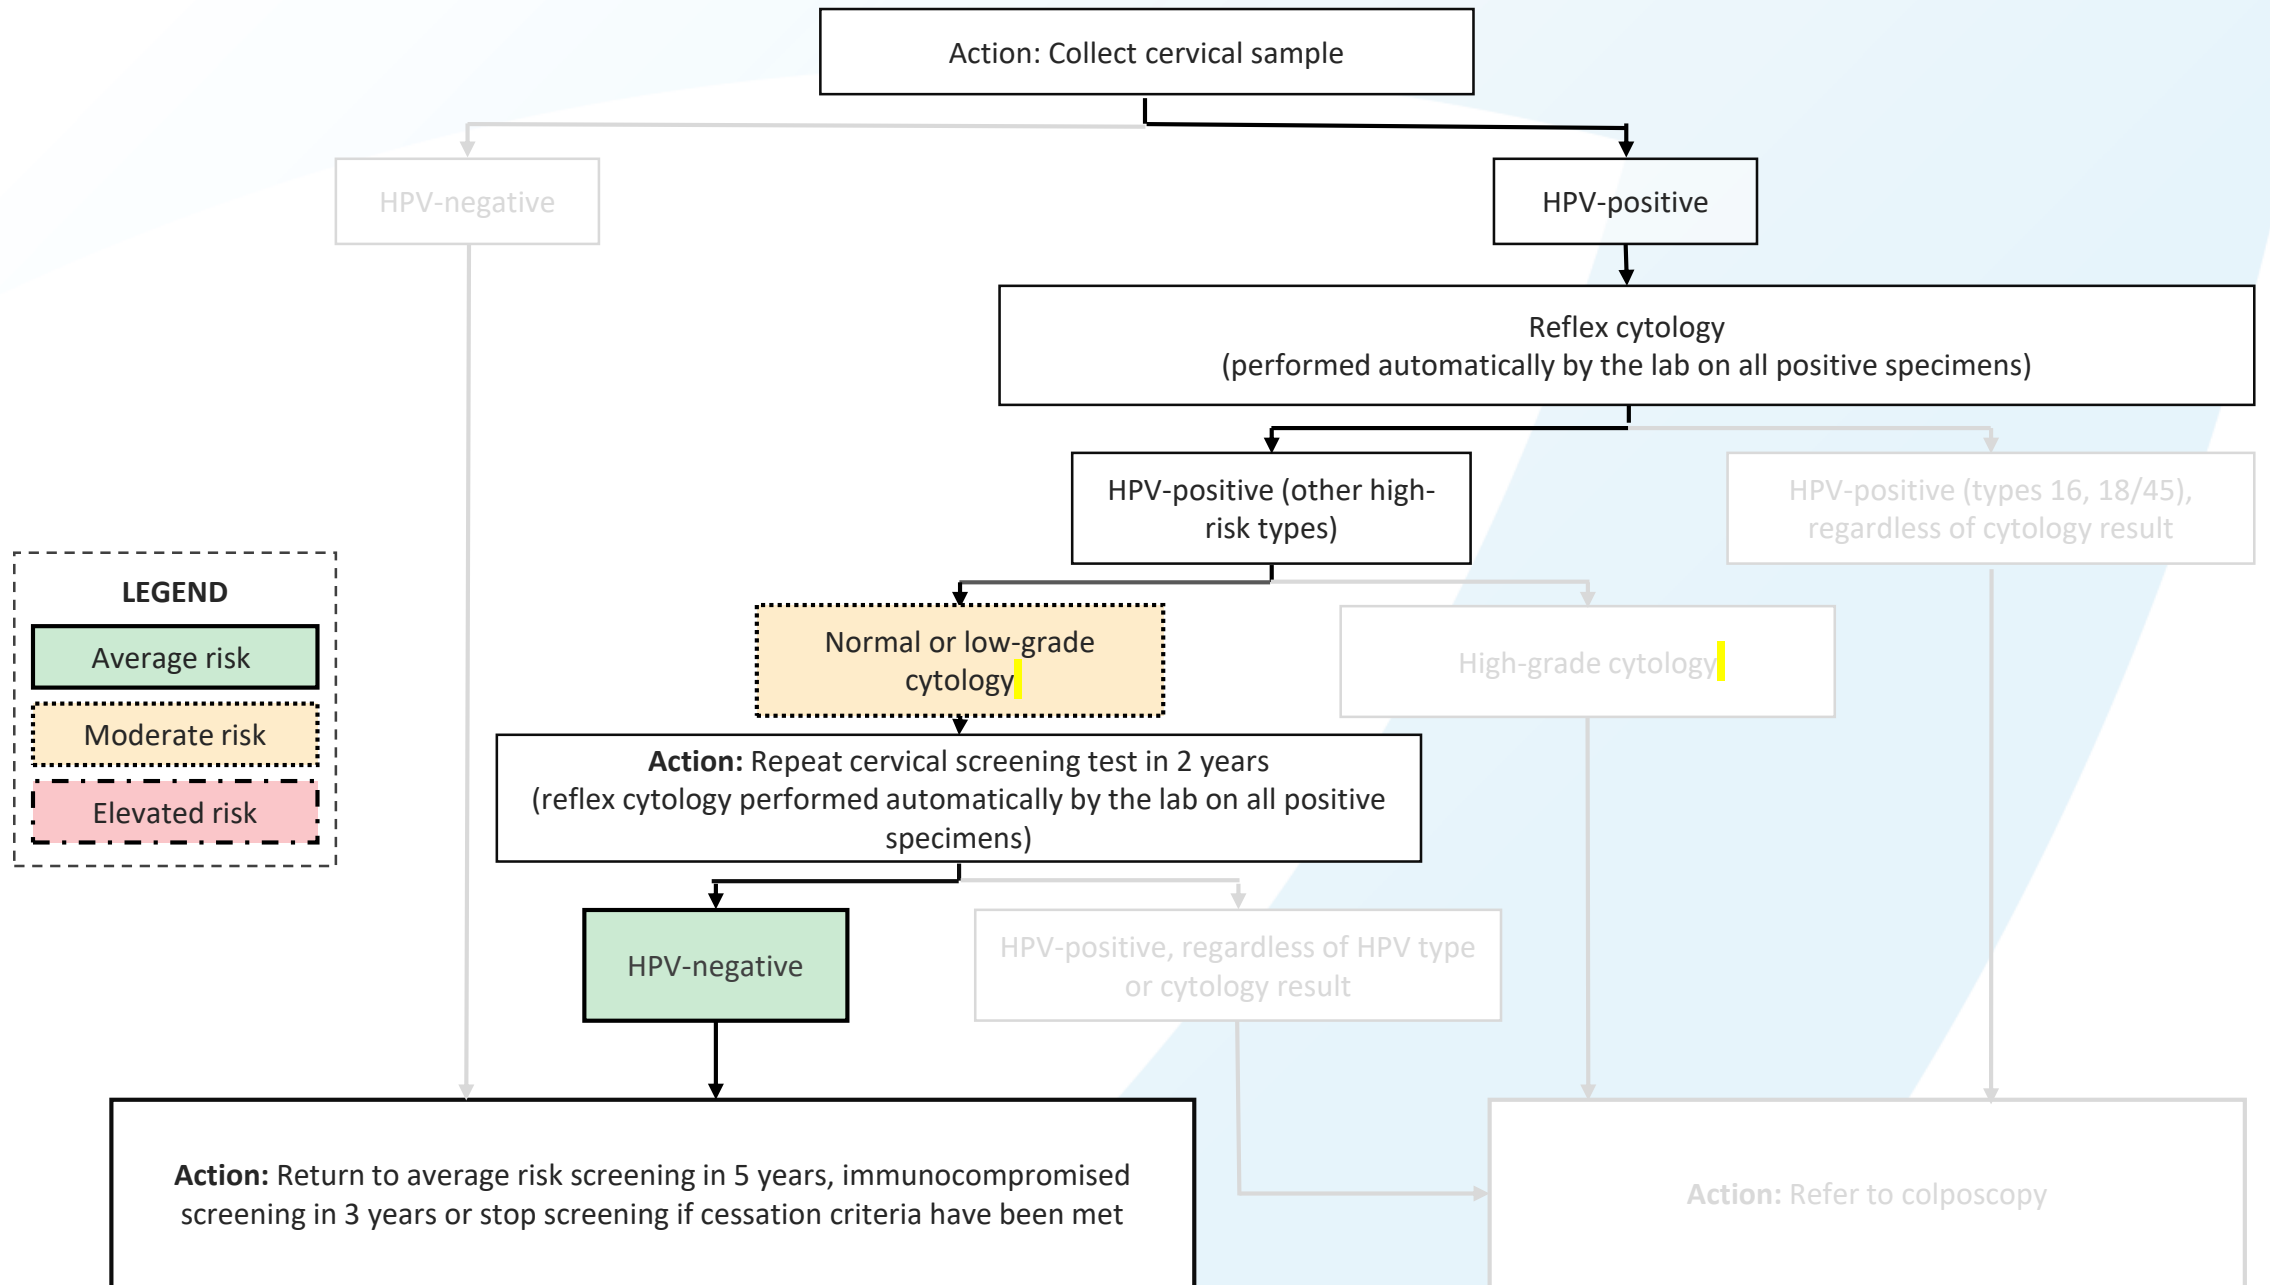 Action: Collect cervical sample
HPV-negative
HPV-positive
Reflex cytology
(performed automatically by the lab on all positive specimens)
HPV-positive (other high-
risk types)
HPV-positive (types 16, 18/45),
regardless of cytology result
LEGEND
Average risk
Moderate risk
Elevated risk
Normal or low-grade
cytology
High-grade cytology
Action: Repeat cervical screening test in 2 years
(reflex cytology performed automatically by the lab on all positive
specimens)
HPV-negative
HPV-positive, regardless of HPV type
or cytology result
Action: Return to average risk screening in 5 years, immunocompromised
screening in 3 years or stop screening if cessation criteria have been met
Action: Refer to colposcopy